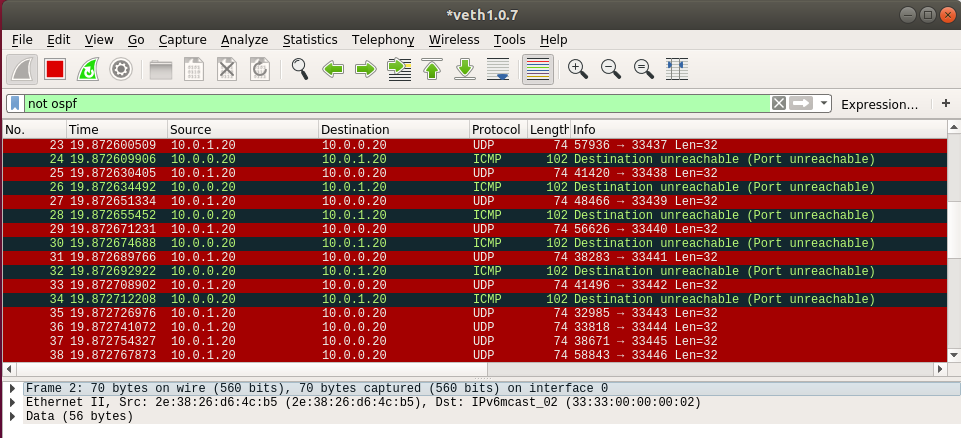 *veth1.0.7
File Edit View Go Capture Analyze Statistics Telephony Wireless Tools Help
not ospf Expression... +
No. Time Source Destination Protocol Length Info
23 19.872600509 10.0.1.20 10.0.0.20 UDP 74 57936 → 33437 Len=32
24 19.872609906 10.0.0.20 10.0.1.20 ICMP 102 Destination unreachable (Port unreachable)
25 19.872630405 10.0.1.20 10.0.0.20 UDP 74 41420 → 33438 Len=32
26 19.872634492 10.0.0.20 10.0.1.20 ICMP 102 Destination unreachable (Port unreachable)
27 19.872651334 10.0.1.20 10.0.0.20 UDP 74 48466 → 33439 Len=32
28 19.872655452 10.0.0.20 10.0.1.20 ICMP 102 Destination unreachable (Port unreachable)
29 19.872671231 10.0.1.20 10.0.0.20 UDP 74 56626 → 33440 Len=32
30 19.872674688 10.0.0.20 10.0.1.20 ICMP 102 Destination unreachable (Port unreachable)
31 19.872689766 10.0.1.20 10.0.0.20 UDP 74 38283 → 33441 Len=32
32 19.872692922 10.0.0.20 10.0.1.20 ICMP 102 Destination unreachable (Port unreachable)
33 19.872708902 10.0.1.20 10.0.0.20 UDP 74 41496 → 33442 Len=32
34 19.872712208 10.0.0.20 10.0.1.20 ICMP 102 Destination unreachable (Port unreachable)
35 19.872726976 10.0.1.20 10.0.0.20 UDP 74 32985 → 33443 Len=32
36 19.872741072 10.0.1.20 10.0.0.20 UDP 74 33818 → 33444 Len=32
37 19.872754327 10.0.1.20 10.0.0.20 UDP 74 38671 → 33445 Len=32
38 19.872767873 10.0.1.20 10.0.0.20 UDP 74 58843 → 33446 Len=32
Frame 2: 70 bytes on wire (560 bits), 70 bytes captured (560 bits) on interface 0
Ethernet II, Src: 2e:38:26:d6:4c:b5 (2e:38:26:d6:4c:b5), Dst: IPv6mcast_02 (33:33:00:00:00:02)
Data (56 bytes)